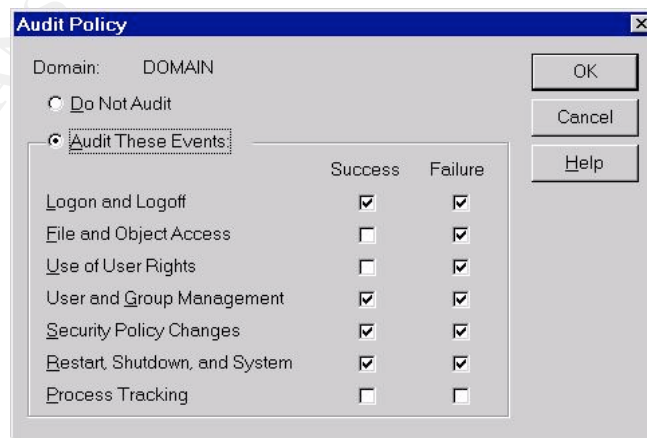 Audit Policy
Domain: DOMAIN
Do Not Audit
Audit These Events:
Success Failure
Logon and Logoff
File and Object Access
Use of User Rights
User and Group Management
Security Policy Changes
Restart, Shutdown, and System
Process Tracking
OK
Cancel
Help